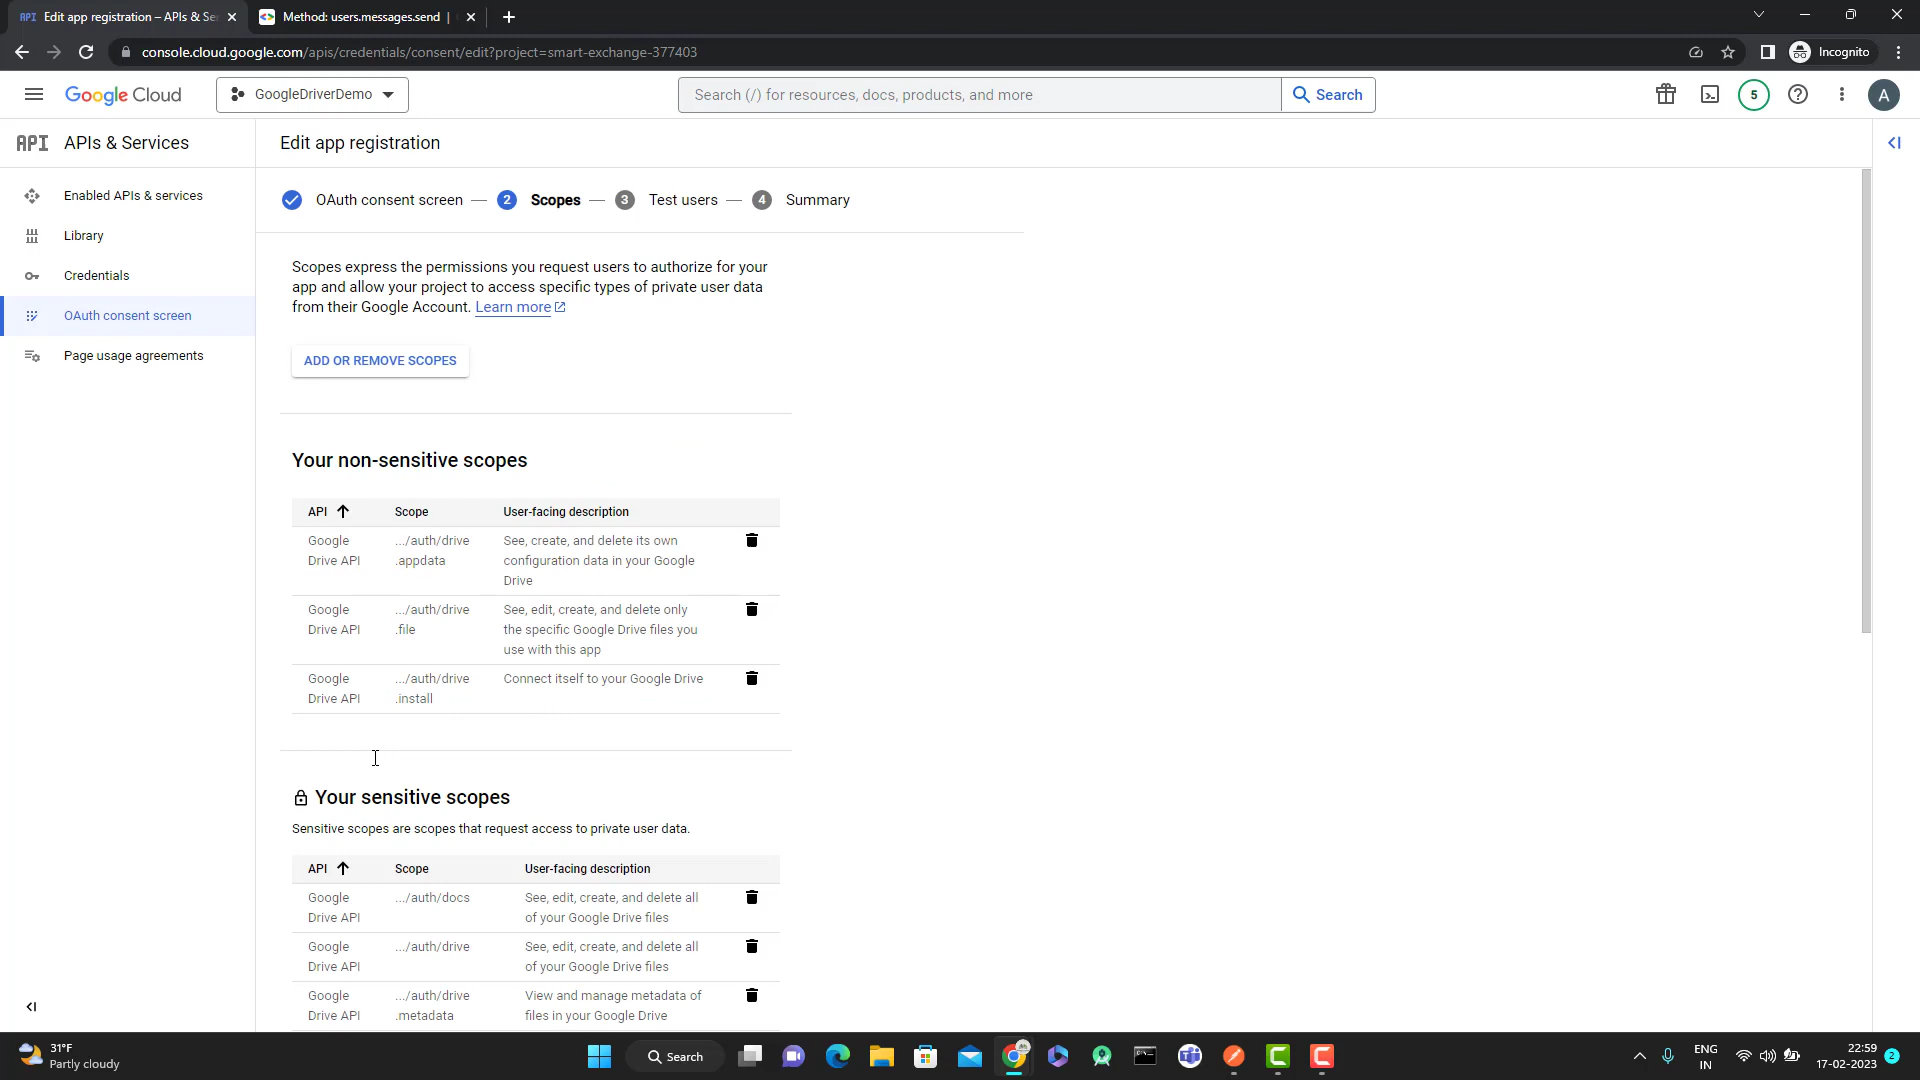 API Edit app registration – APIs & Se
Method: users.messages.send |
console.cloud.google.com/apis/credentials/consent/edit?project=smart-exchange-377403
Incognito
Google Cloud
GoogleDriverDemo
Search (/) for resources, docs, products, and more
Search
5
A
API APIs & Services
Edit app registration
Enabled APIs & services
Library
Credentials
OAuth consent screen
Page usage agreements
OAuth consent screen — 2 Scopes — 3 Test users — 4 Summary
Scopes express the permissions you request users to authorize for your
app and allow your project to access specific types of private user data
from their Google Account. Learn more
ADD OR REMOVE SCOPES
Your non-sensitive scopes
API Scope User-facing description
Google .../auth/drive See, create, and delete its own
Drive API .appdata configuration data in your Google
Drive
Google .../auth/drive See, edit, create, and delete only
Drive API .file the specific Google Drive files you
use with this app
Google .../auth/drive Connect itself to your Google Drive
Drive API .install
Your sensitive scopes
Sensitive scopes are scopes that request access to private user data.
API Scope User-facing description
Google .../auth/docs See, edit, create, and delete all
Drive API of your Google Drive files
Google .../auth/drive See, edit, create, and delete all
Drive API of your Google Drive files
Google .../auth/drive View and manage metadata of
Drive API .metadata files in your Google Drive
31°F
Partly cloudy
Search
ENG
IN
22:59
17-02-2023
2